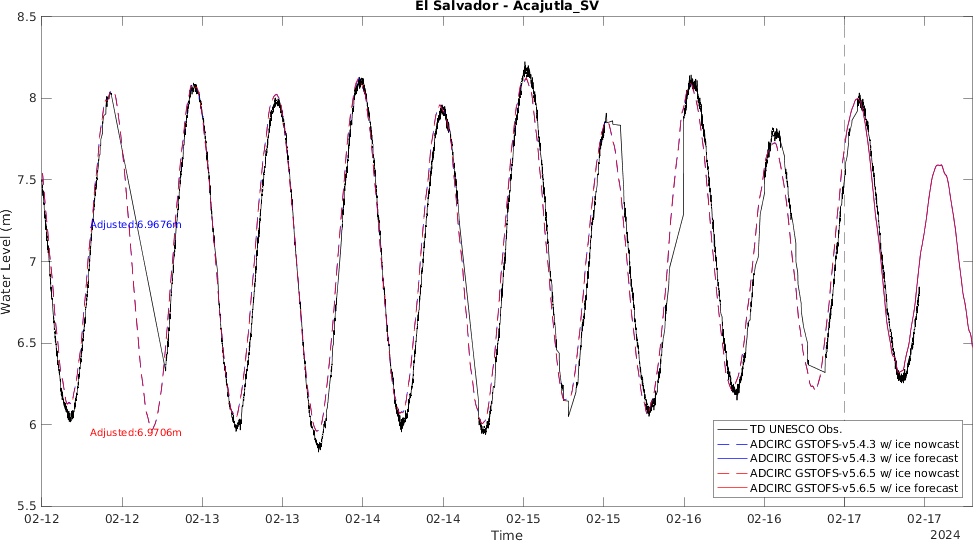 El Salvador - Acajutla_SV
8.5
8
7.5
7
6.5
6
5.5
Water Level (m)
Adjusted:6.9676m
Adjusted:6.9706m
TD UNESCO Obs.
ADCIRC GSTOFS-v5.4.3 w/ ice nowcast
ADCIRC GSTOFS-v5.4.3 w/ ice forecast
ADCIRC GSTOFS-v5.6.5 w/ ice nowcast
ADCIRC GSTOFS-v5.6.5 w/ ice forecast
02-12 02-12 02-13 02-13 02-14 02-14 02-15 02-15 02-16 02-16 02-17 02-17
Time
2024